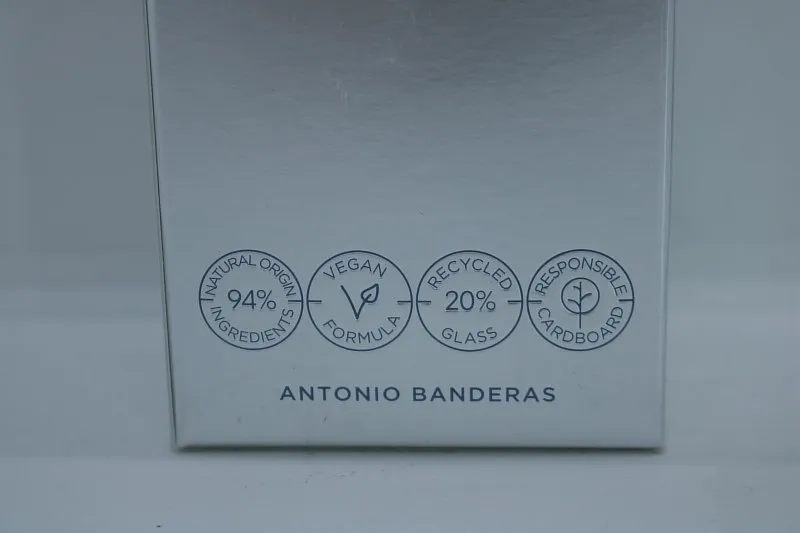 NATURAL ORIGIN
94%
INGREDIENTS
VEGAN
FORMULA
RECYCLED
20%
GLASS
RESPONSIBLE
CARDBOARD
ANTONIO BANDERAS